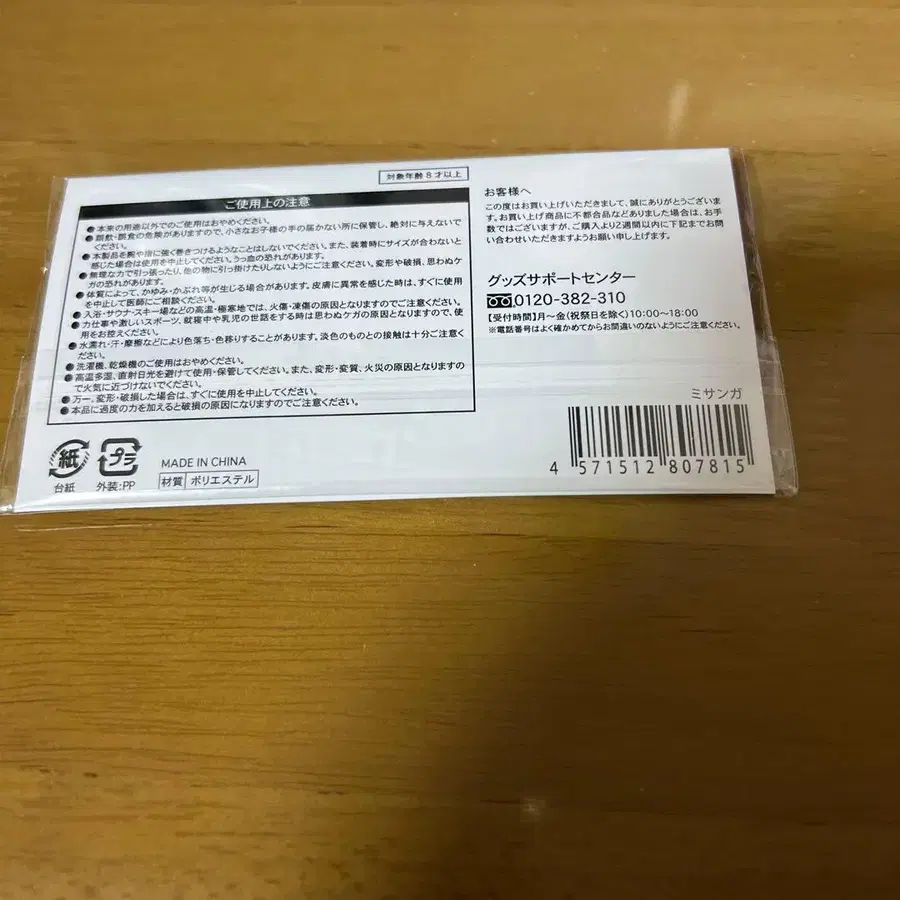 対象年齢8才以上
ご使用上の注意
●本来の用途以外でのご使用はおやめください。
●誤飲・誤食の危険がありますので、小さなお子様の手の届かない所に保管し、絶対に与えないで
ください。
●本製品を腕や指に強く巻きつけるようなことはしないでください。また、装着時にサイズが合わないと
感じた場合は使用を中止してください。うっ血の恐れがあります。
●無理な力で引っ張ったり、他の物に引っ掛けたりしないようにご注意ください。変形や破損、思わぬケ
ガの恐れがあります。
●体質によって、かゆみ・かぶれ等が生じる場合があります。皮膚に異常を感じた時は、すぐに使用
を中止して医師にご相談ください。
●入浴・サウナ・スキー場などの高温・極寒地では、火傷・凍傷の原因となりますのでご注意ください。
●力仕事や激しいスポーツ、就寝中や乳児の世話をする時は思わぬケガの原因となりますので、使
用をお控えください。
●水濡れ・汗・摩擦などにより色落ち・色移りすることがあります。淡色のものとの接触は十分ご注意く
ださい。
●洗濯機、乾燥機のご使用はおやめください。
●高温多湿、直射日光を避けて使用・保管してください。また、変形・変質、火災の原因となりますの
で火気に近づけないでください。
●万一、変形・破損した場合は、すぐに使用を中止してください。
●本品に過度の力を加えると破損の原因になりますのでご注意ください。
紙
台紙
プラ
外装:PP
MADE IN CHINA
材質 ポリエステル
お客様へ
この度はお買い上げいただきまして、誠にありがとうございま
す。お買い上げ商品に不都合品などありました場合は、お手
数ではございますが、ご購入より2週間以内に下記までお問
い合わせいただきますようお願い申し上げます。
グッズサポートセンター
0120-382-310
【受付時間】月〜金(祝祭日を除く)10:00〜18:00
※電話番号はよく確かめてからお間違いのないようにご注意ください。
ミサンガ
4 571512 807815